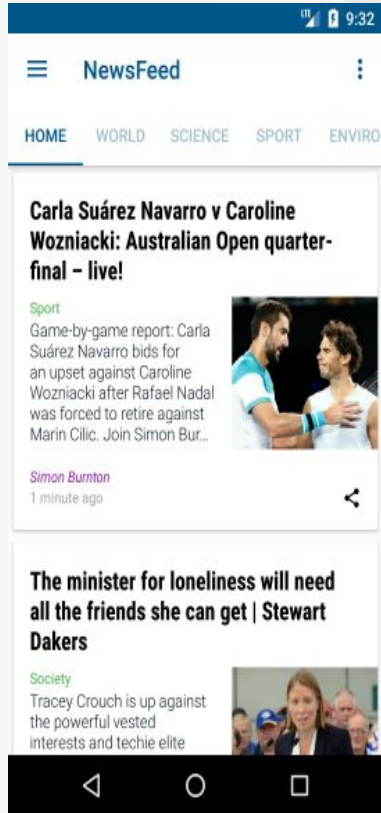 LTE 9:32
NewsFeed
HOME WORLD SCIENCE SPORT ENVIRO
Carla Suárez Navarro v Caroline
Wozniacki: Australian Open quarter-
final – live!
Sport
Game-by-game report: Carla
Suárez Navarro bids for
an upset against Caroline
Wozniacki after Rafael Nadal
was forced to retire against
Marin Cilic. Join Simon Bur...
Simon Burnton
1 minute ago
The minister for loneliness will need
all the friends she can get | Stewart
Dakers
Society
Tracey Crouch is up against
the powerful vested
interests and techie elite